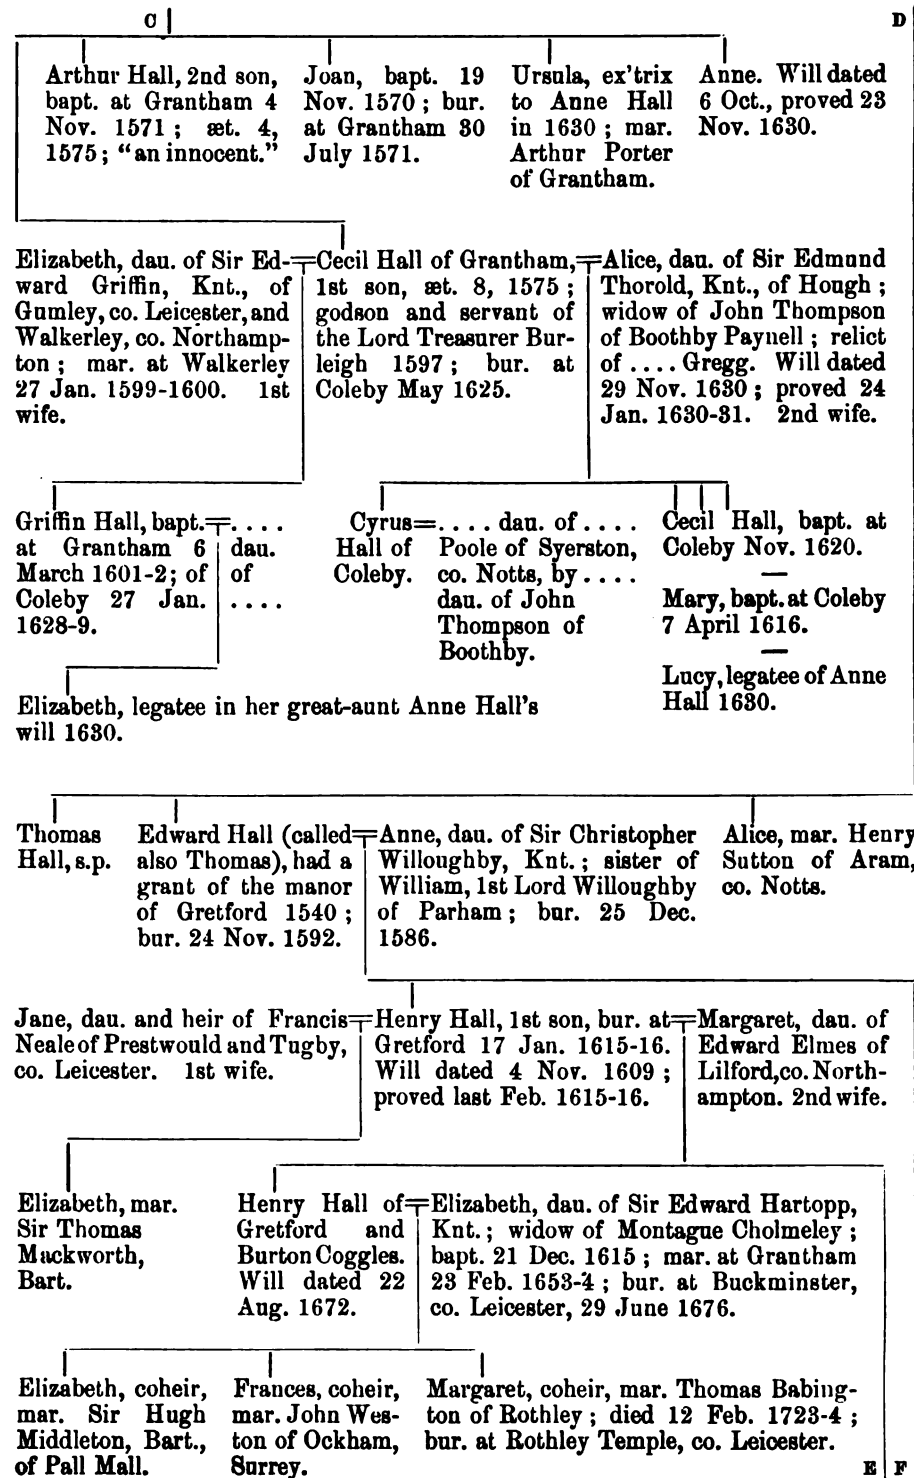 C D
Arthur Hall, 2nd son,
bapt. at Grantham 4
Nov. 1571 ; æt. 4,
1575 ; “an innocent.”
Joan, bapt. 19
Nov. 1570 ; bur.
at Grantham 30
July 1571.
Ursula, ex'trix
to Anne Hall
in 1630 ; mar.
Arthur Porter
of Grantham.
Anne. Will dated
6 Oct., proved 23
Nov. 1630.
Elizabeth, dau. of Sir Ed-
ward Griffin, Knt., of
Gumley, co. Leicester, and
Walkerley, co. Northamp-
ton ; mar. at Walkerley
27 Jan. 1599-1600. 1st
wife.
Cecil Hall of Grantham,
1st son, æt. 8, 1575 ;
godson and servant of
the Lord Treasurer Bur-
leigh 1597 ; bur. at
Coleby May 1625.
Alice, dau. of Sir Edmund
Thorold, Knt., of Hough ;
widow of John Thompson
of Boothby Paynell ; relict
of .... Gregg. Will dated
29 Nov. 1630 ; proved 24
Jan. 1630-31. 2nd wife.
Griffin Hall, bapt.
at Grantham 6
March 1601-2; of
Coleby 27 Jan.
1628-9.
....
dau.
of
....
Cyrus=
Hall of
Coleby.
.... dau. of ....
Poole of Syerston,
co. Notts, by ....
dau. of John
Thompson of
Boothby.
Cecil Hall, bapt. at
Coleby Nov. 1620.
—
Mary, bapt. at Coleby
7 April 1616.
—
Lucy, legatee of Anne
Hall 1630.
Elizabeth, legatee in her great-aunt Anne Hall's
will 1630.
Thomas
Hall, s.p.
Edward Hall (called
also Thomas), had a
grant of the manor
of Gretford 1540 ;
bur. 24 Nov. 1592.
Anne, dau. of Sir Christopher
Willoughby, Knt. ; sister of
William, 1st Lord Willoughby
of Parham ; bur. 25 Dec.
1586.
Alice, mar. Henry
Sutton of Aram,
co. Notts.
Jane, dau. and heir of Francis
Neale of Prestwould and Tugby,
co. Leicester. 1st wife.
Henry Hall, 1st son, bur. at
Gretford 17 Jan. 1615-16.
Will dated 4 Nov. 1609 ;
proved last Feb. 1615-16.
Margaret, dau. of
Edward Elmes of
Lilford, co. North-
ampton. 2nd wife.
Elizabeth, mar.
Sir Thomas
Mackworth,
Bart.
Henry Hall of
Gretford and
Burton Coggles.
Will dated 22
Aug. 1672.
Elizabeth, dau. of Sir Edward Hartopp,
Knt. ; widow of Montague Cholmeley ;
bapt. 21 Dec. 1615 ; mar. at Grantham
23 Feb. 1653-4 ; bur. at Buckminster,
co. Leicester, 29 June 1676.
Elizabeth, coheir,
mar. Sir Hugh
Middleton, Bart.,
of Pall Mall.
Frances, coheir,
mar. John Wes-
ton of Ockham,
Surrey.
Margaret, coheir, mar. Thomas Babing-
ton of Rothley ; died 12 Feb. 1723-4 ;
bur. at Rothley Temple, co. Leicester.
E F